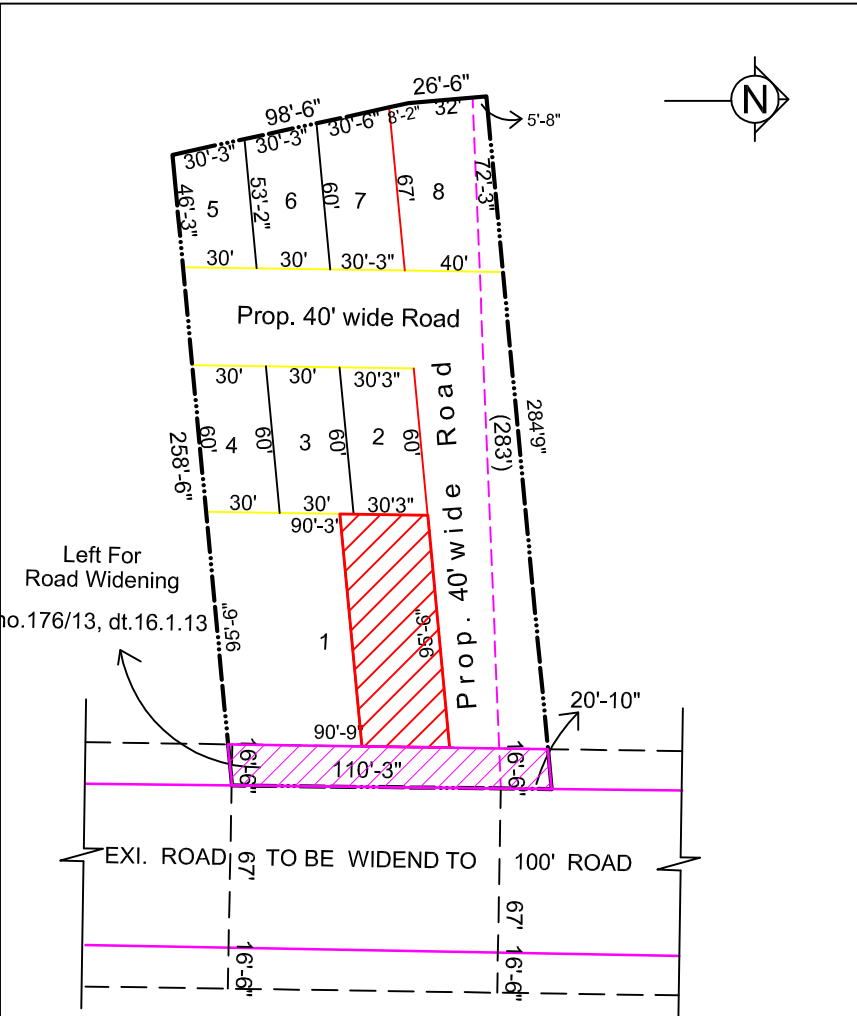 26'-6"
98'-6"
N
30'-6" 8'-2" 32'
5'-8"
30'-3" 30'-3"
46'-3" 53'-2" 60' 67' 72'-3"
5 6 7 8
30' 30' 30'-3" 40'
Prop. 40' wide Road
30' 30' 30'3"
258'-6" 60' 4 60' 3 60' 2 60' (283') 284'9"
30' 30' 30'3"
90'-3"
Prop. 40' wide Road
Left For
Road Widening
no.176/13, dt.16.1.13
95'-6" 1 95'-6"
90'-9"
20'-10"
16'-6" 110'-3" 16'-6"
EXI. ROAD TO BE WIDEND TO 100' ROAD
67' 67'
16'-6" 16'-6"